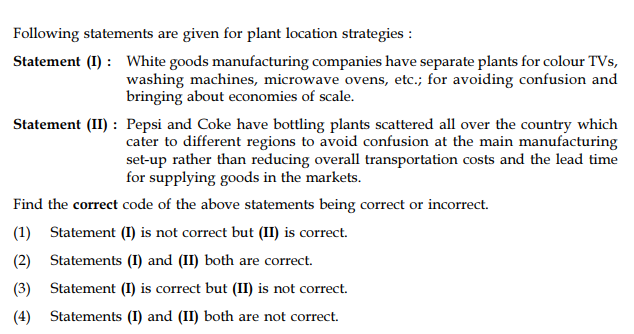 Following statements are given for plant location strategies :
Statement (I) : White goods manufacturing companies have separate plants for colour TVs,
washing machines, microwave ovens, etc.; for avoiding confusion and
bringing about economies of scale.
Statement (II) : Pepsi and Coke have bottling plants scattered all over the country which
cater to different regions to avoid confusion at the main manufacturing
set-up rather than reducing overall transportation costs and the lead time
for supplying goods in the markets.
Find the correct code of the above statements being correct or incorrect.
(1) Statement (I) is not correct but (II) is correct.
(2) Statements (I) and (II) both are correct.
(3) Statement (I) is correct but (II) is not correct.
(4) Statements (I) and (II) both are not correct.